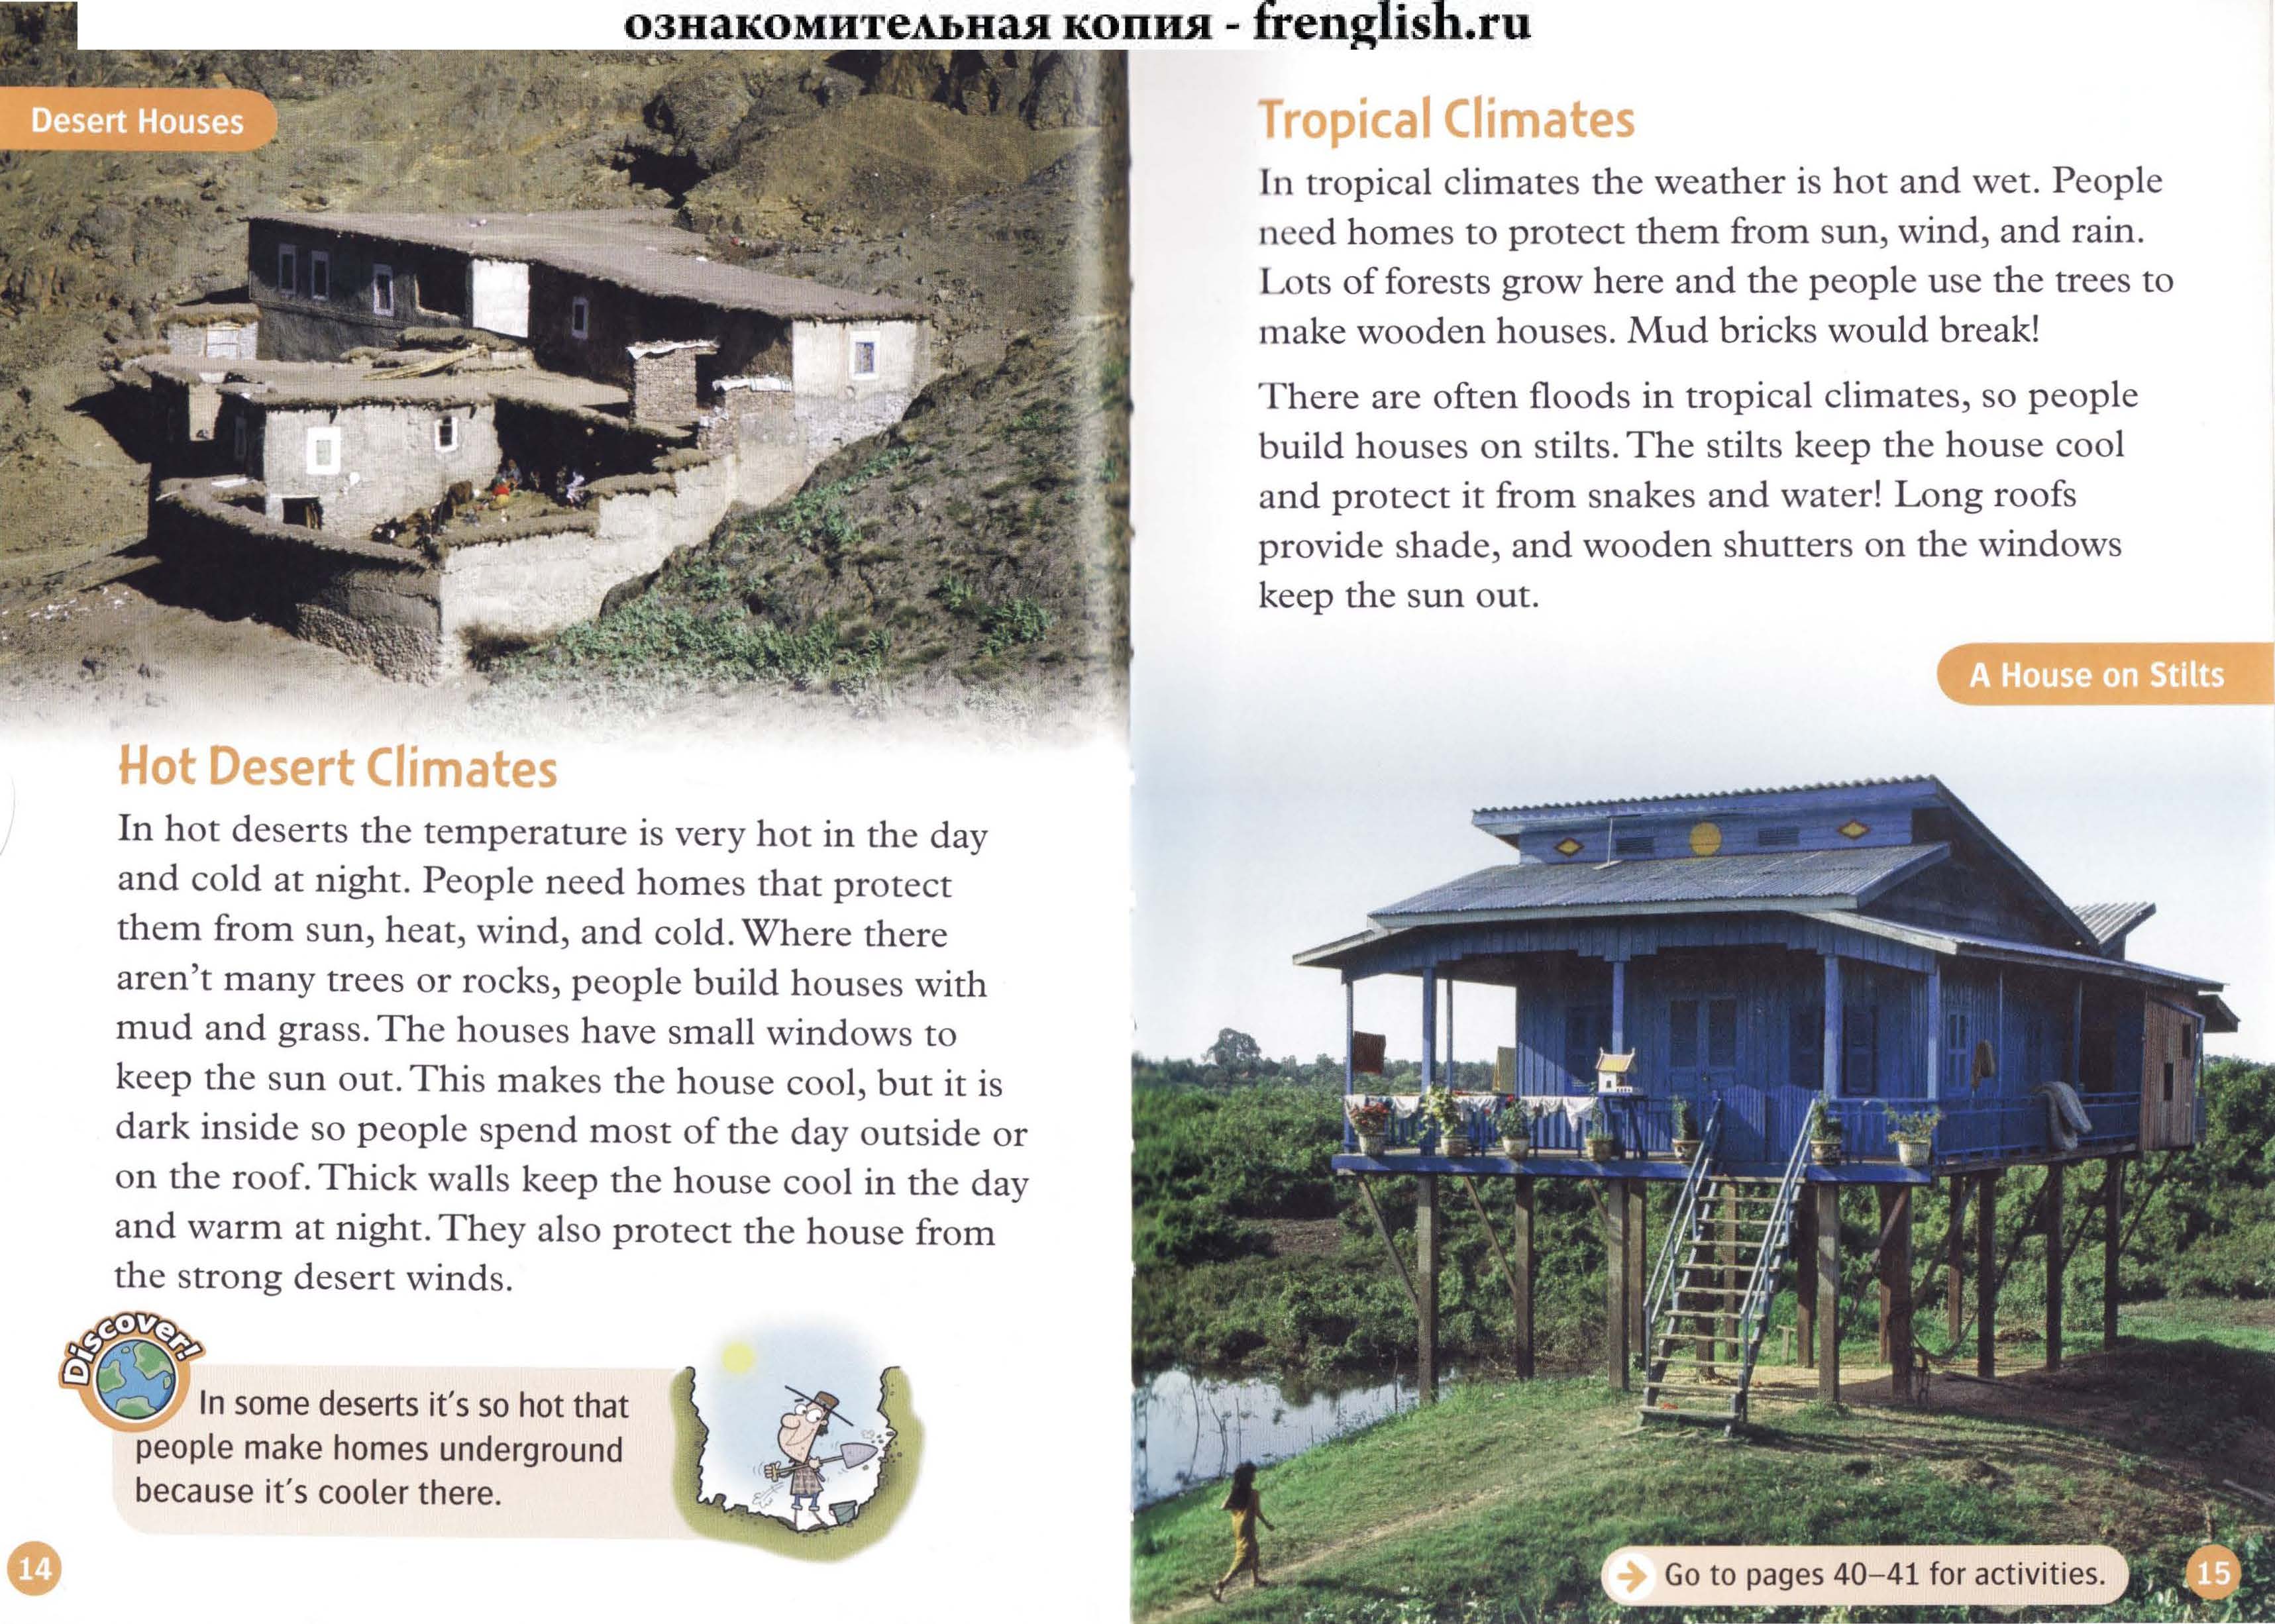 ознакомительная копия - frenglish.ru
Desert Houses
Hot Desert Climates
In hot deserts the temperature is very hot in the day
and cold at night. People need homes that protect
them from sun, heat, wind, and cold. Where there
aren't many trees or rocks, people build houses with
mud and grass. The houses have small windows to
keep the sun out. This makes the house cool, but it is
dark inside so people spend most of the day outside or
on the roof. Thick walls keep the house cool in the day
and warm at night. They also protect the house from
the strong desert winds.
Discover!
In some deserts it's so hot that
people make homes underground
because it's cooler there.
14
Tropical Climates
In tropical climates the weather is hot and wet. People
need homes to protect them from sun, wind, and rain.
Lots of forests grow here and the people use the trees to
make wooden houses. Mud bricks would break!
There are often floods in tropical climates, so people
build houses on stilts. The stilts keep the house cool
and protect it from snakes and water! Long roofs
provide shade, and wooden shutters on the windows
keep the sun out.
A House on Stilts
Go to pages 40–41 for activities.
15